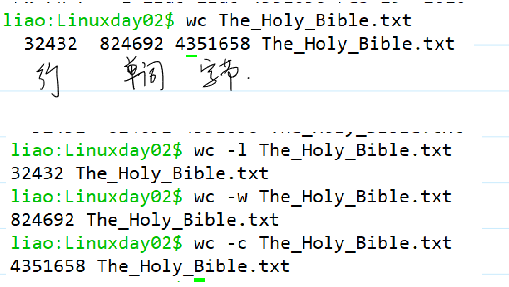 liao:Linuxday02$ wc The_Holy_Bible.txt
32432 824692 4351658 The_Holy_Bible.txt
行 单词 字节.
liao:Linuxday02$ wc -l The_Holy_Bible.txt
32432 The_Holy_Bible.txt
liao:Linuxday02$ wc -w The_Holy_Bible.txt
824692 The_Holy_Bible.txt
liao:Linuxday02$ wc -c The_Holy_Bible.txt
4351658 The_Holy_Bible.txt